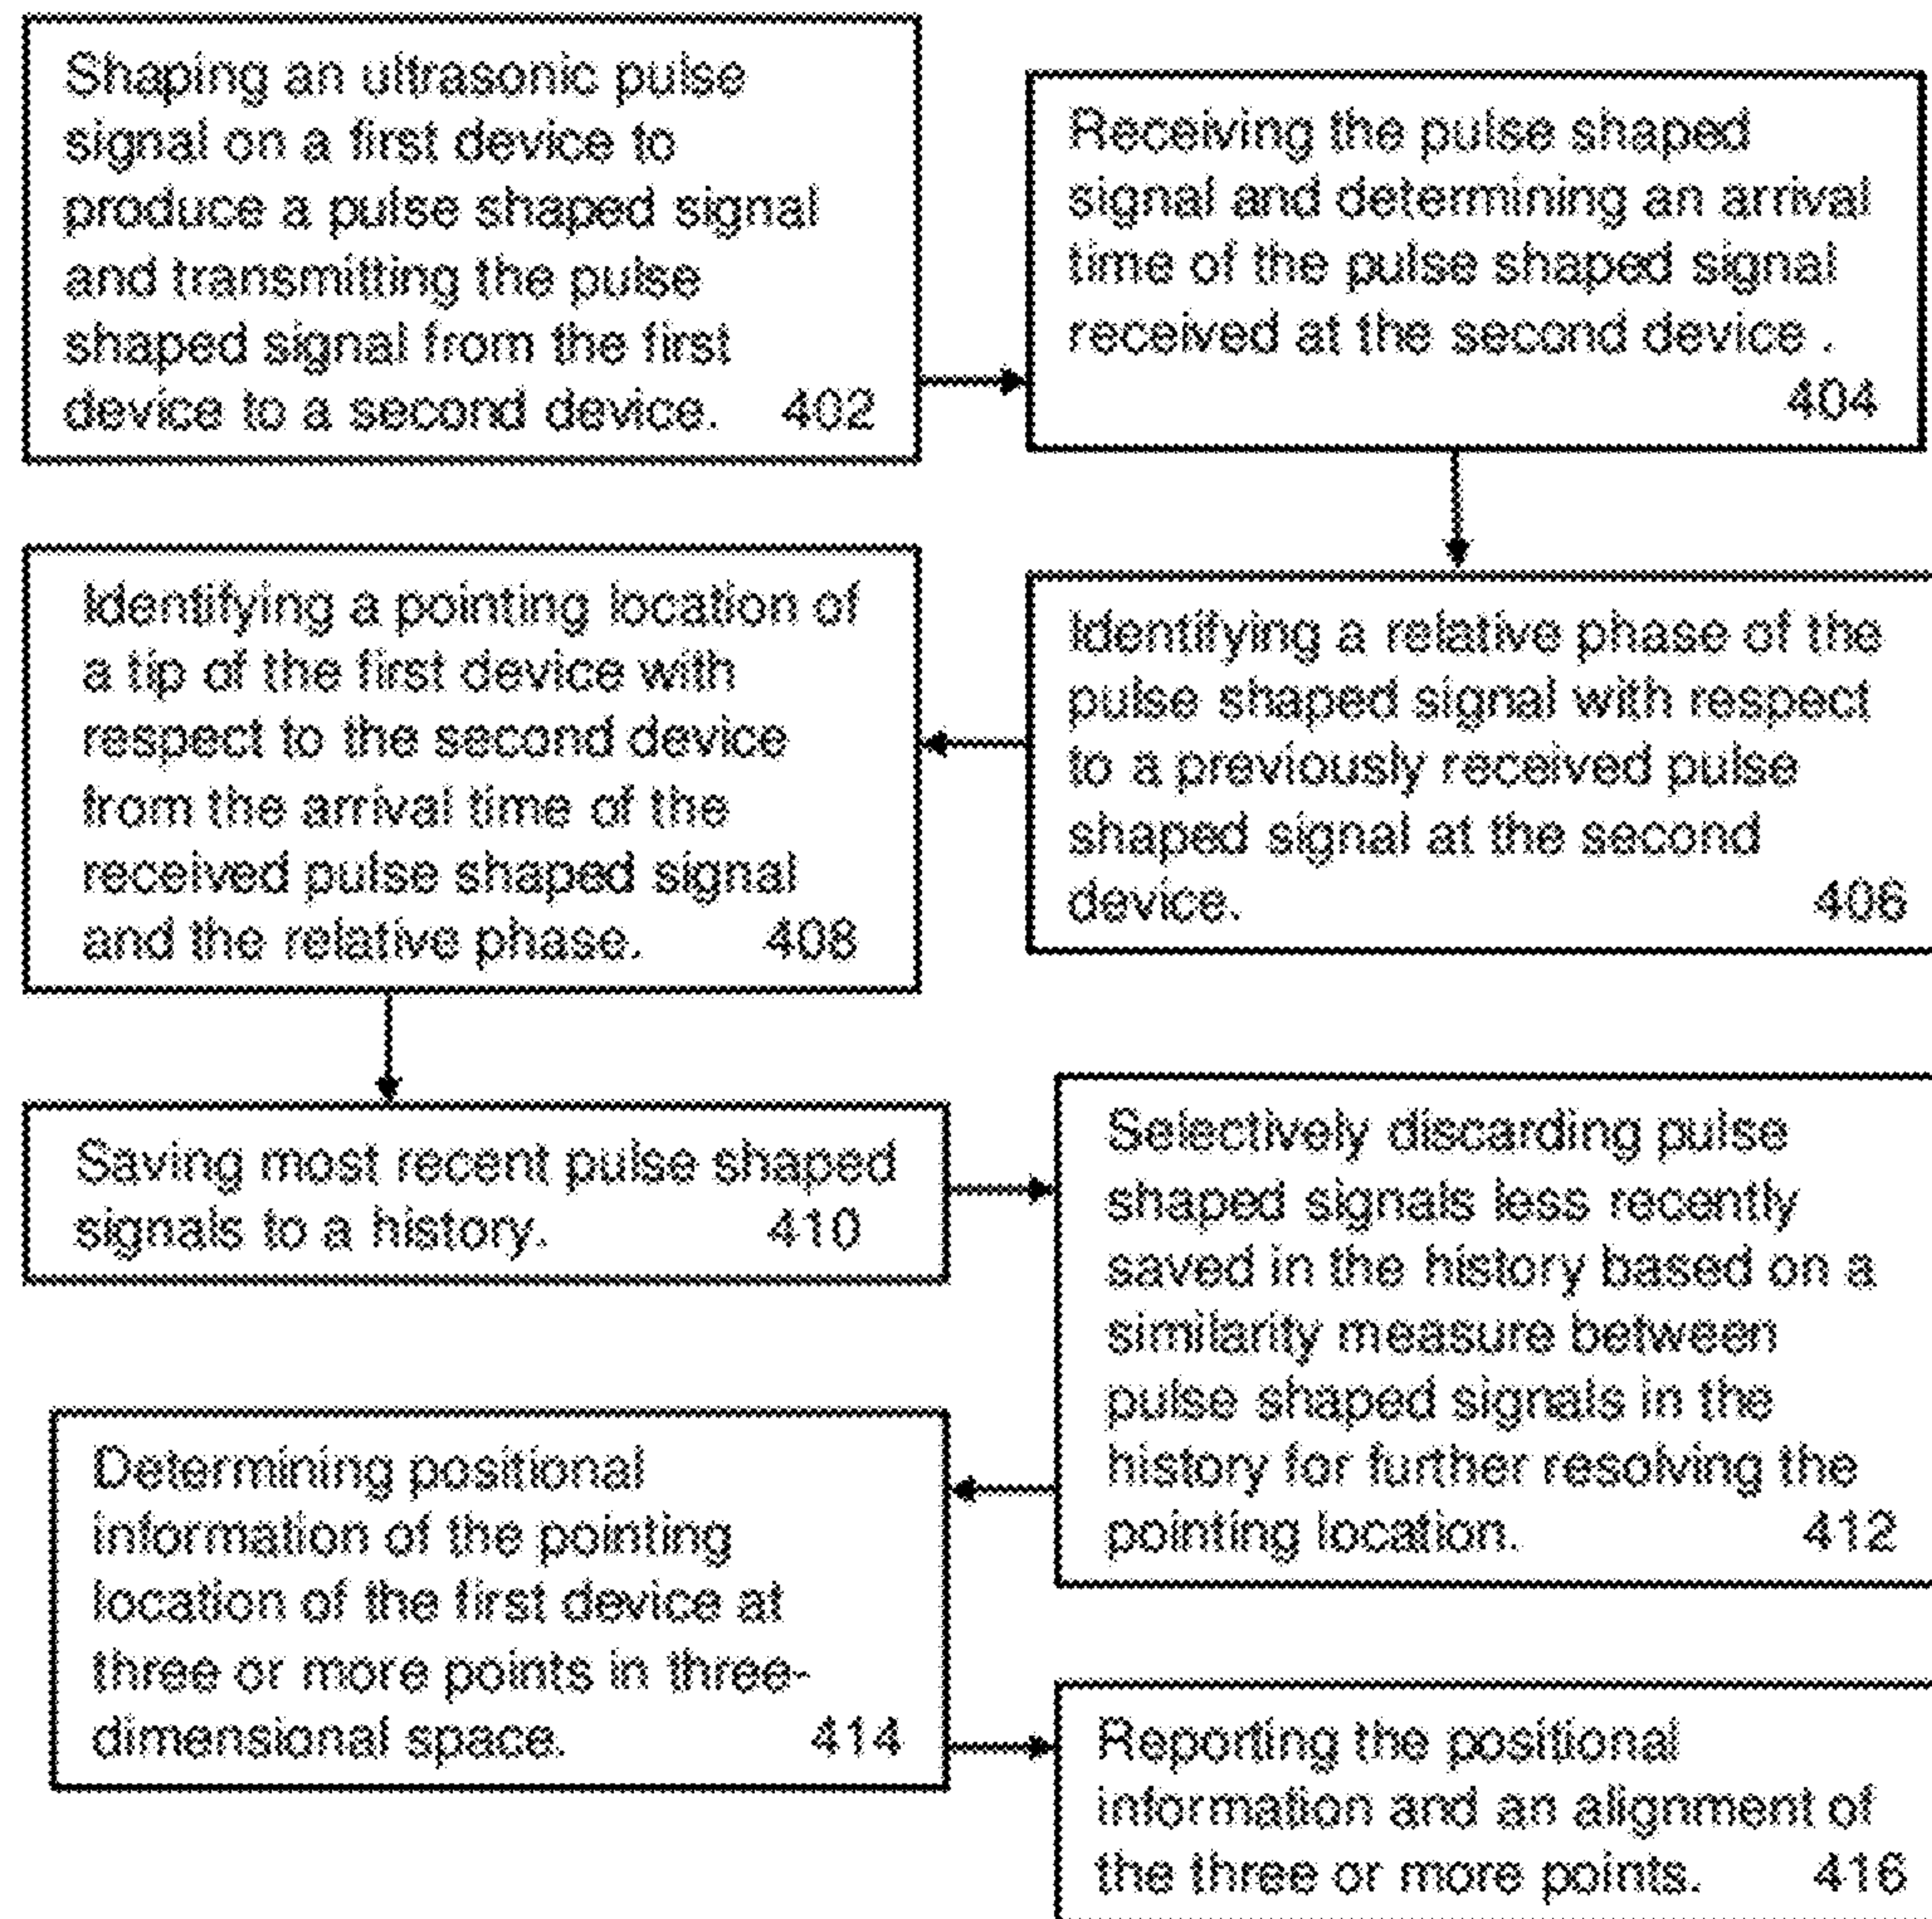 Shaping an ultrasonic pulse
signal on a first device to
produce a pulse shaped signal
and transmitting the pulse
shaped signal from the first
device to a second device. 402
Receiving the pulse shaped
signal and determining an arrival
time of the pulse shaped signal
received at the second device .
404
Identifying a relative phase of the
pulse shaped signal with respect
to a previously received pulse
shaped signal at the second
device. 406
Identifying a pointing location of
a tip of the first device with
respect to the second device
from the arrival time of the
received pulse shaped signal
and the relative phase. 408
Saving most recent pulse shaped
signals to a history. 410
Selectively discarding pulse
shaped signals less recently
saved in the history based on a
similarity measure between
pulse shaped signals in the
history for further resolving the
pointing location. 412
Determining positional
information of the pointing
location of the first device at
three or more points in three-
dimensional space. 414
Reporting the positional
information and an alignment of
the three or more points. 416